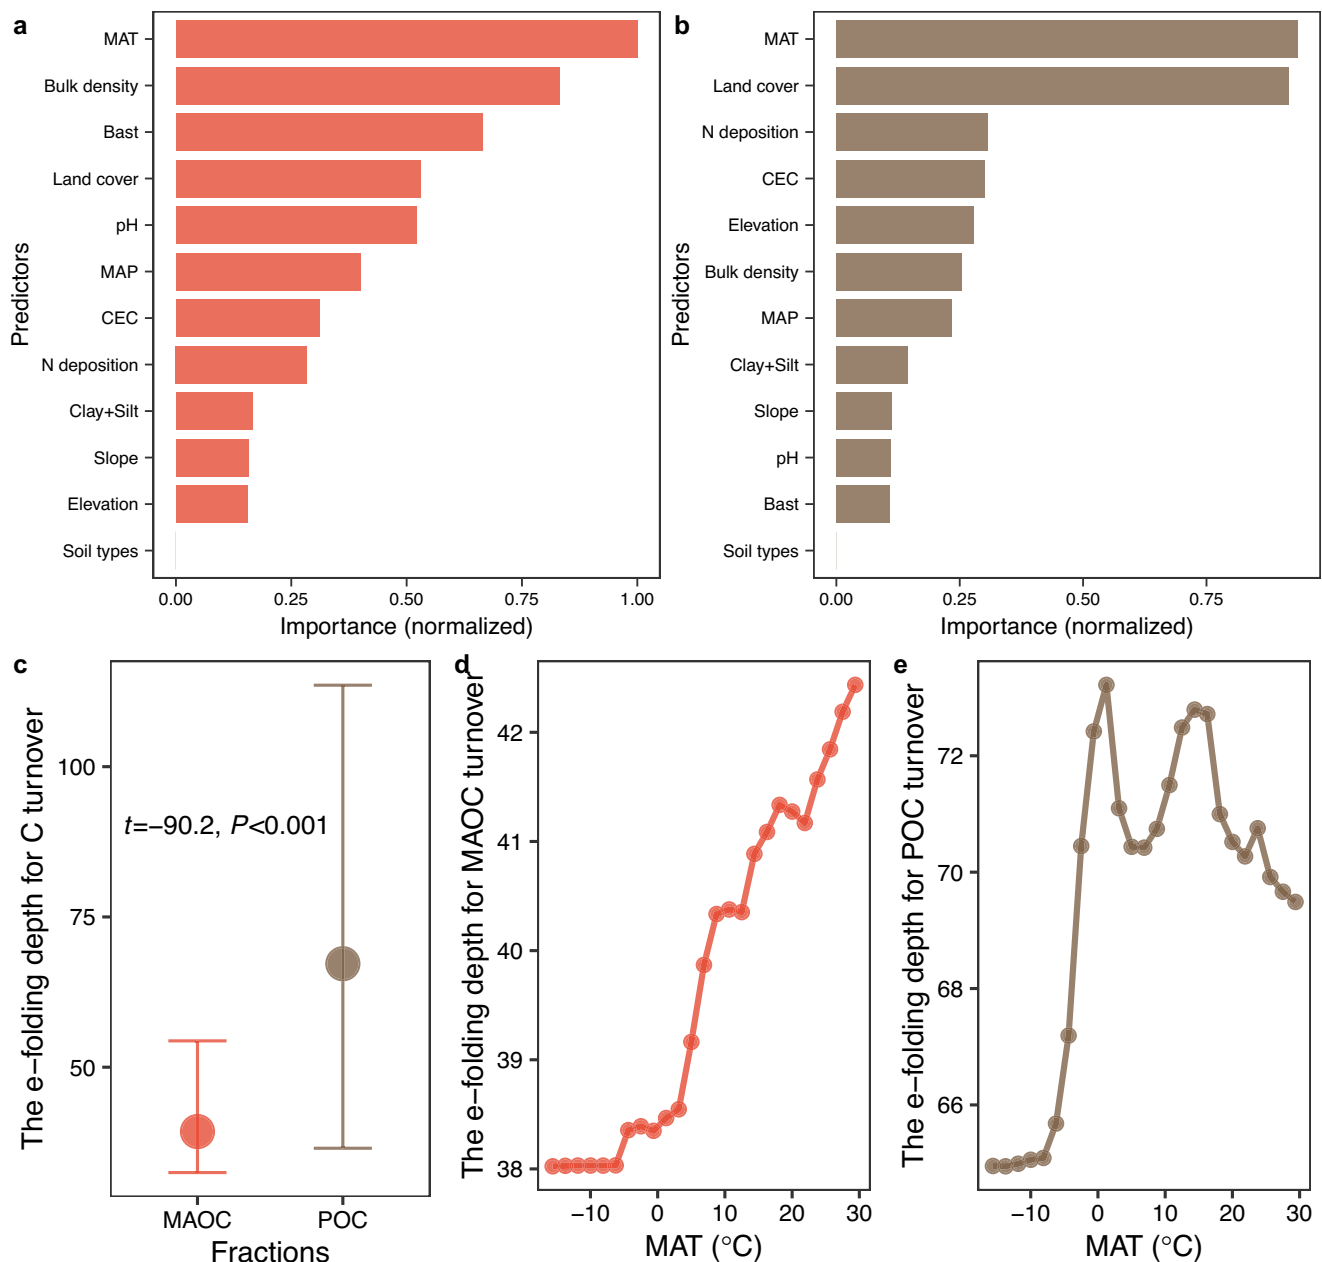 a
Predictors
MAT
Bulk density
Bast
Land cover
pH
MAP
CEC
N deposition
Clay+Silt
Slope
Elevation
Soil types
0.00 0.25 0.50 0.75 1.00
Importance (normalized)
b
Predictors
MAT
Land cover
N deposition
CEC
Elevation
Bulk density
MAP
Clay+Silt
Slope
pH
Bast
Soil types
0.00 0.25 0.50 0.75
Importance (normalized)
c
The e−folding depth for C turnover
100
75
50
t=−90.2, P<0.001
MAOC POC
Fractions
d
The e−folding depth for MAOC turnover
42
41
40
39
38
−10 0 10 20 30
MAT (°C)
e
The e−folding depth for POC turnover
72
70
68
66
−10 0 10 20 30
MAT (°C)